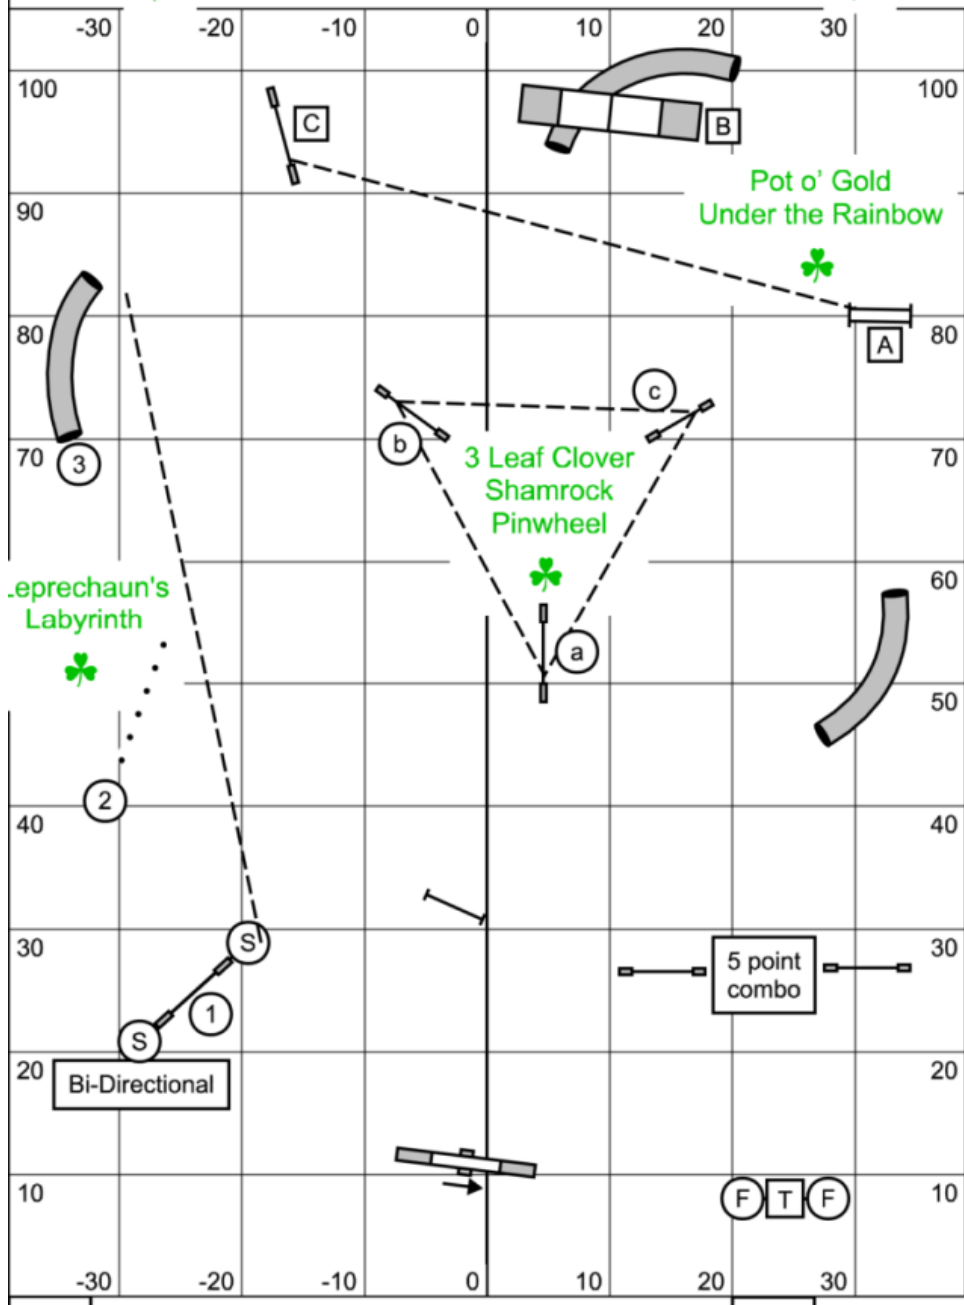 -30 -20 -10 0 10 20 30
100 100
C
B
Pot o' Gold
Under the Rainbow
90
80 80
A
c
b
70 70
3
3 Leaf Clover
Shamrock
Pinwheel
60
eprechaun's
Labyrinth
a
50
2
40 40
30 30
S
5 point
combo
1
S
20 20
Bi-Directional
10 10
F T F
-30 -20 -10 0 10 20 30